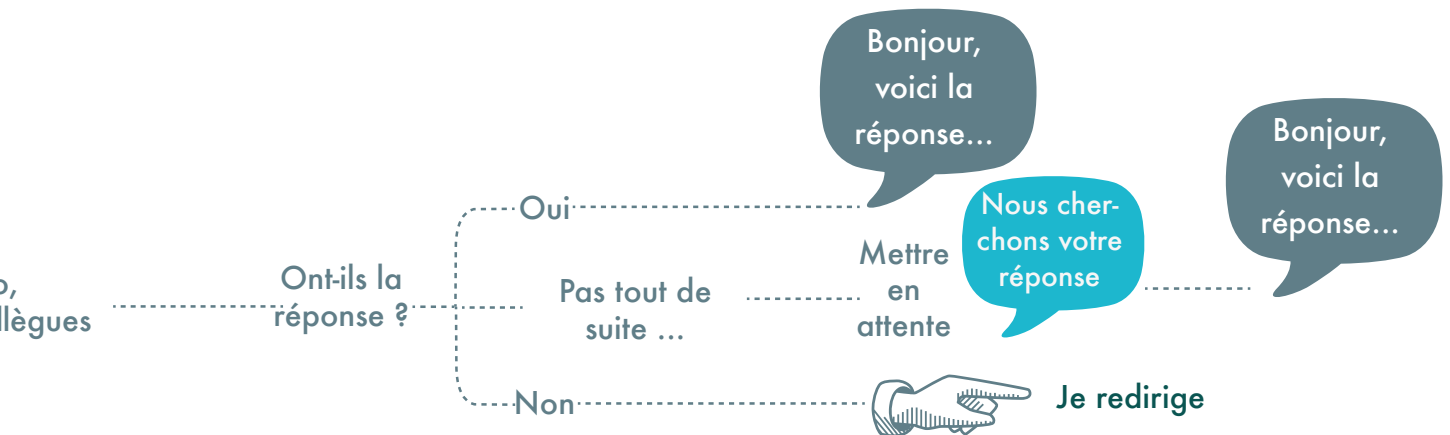 Bonjour,
voici la
réponse...
Bonjour,
voici la
réponse...
Oui
Nous cher-
chons votre
réponse
Mettre
en
attente
Ont-ils la
réponse ?
Pas tout de
suite ...
Non
Je redirige